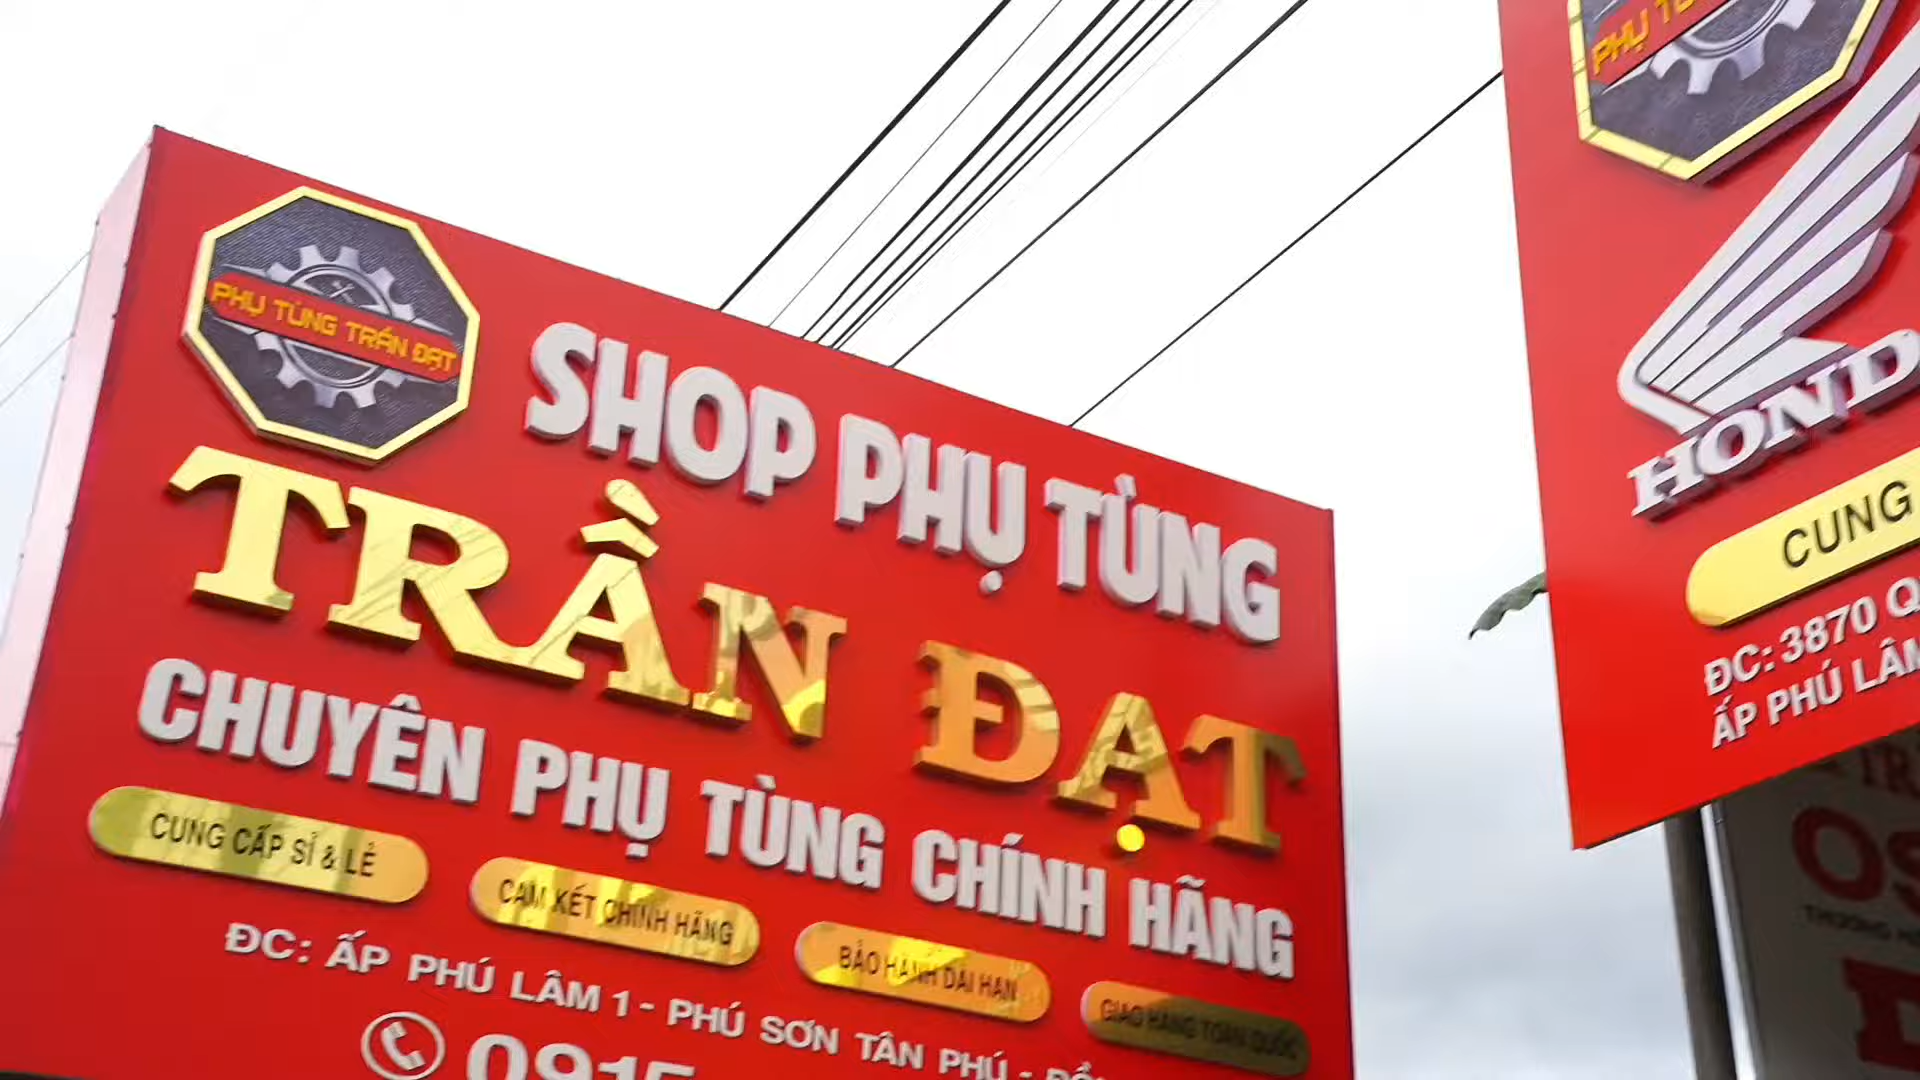 PHỤ TÙNG TRẦN ĐẠT
SHOP PHỤ TÙNG
TRẦN ĐẠT
CHUYÊN PHỤ TÙNG CHÍNH HÃNG
CUNG CẤP SỈ & LẺ
CAM KẾT CHÍNH HÃNG
BẢO HÀNH DÀI HẠN
GIAO HÀNG TOÀN QUỐC
ĐC: ẤP PHÚ LÂM 1 - PHÚ SƠN TÂN PHÚ -
0915
PHỤ
HOND
CUNG
ĐC: 3870 Q
ẤP PHÚ LÂM